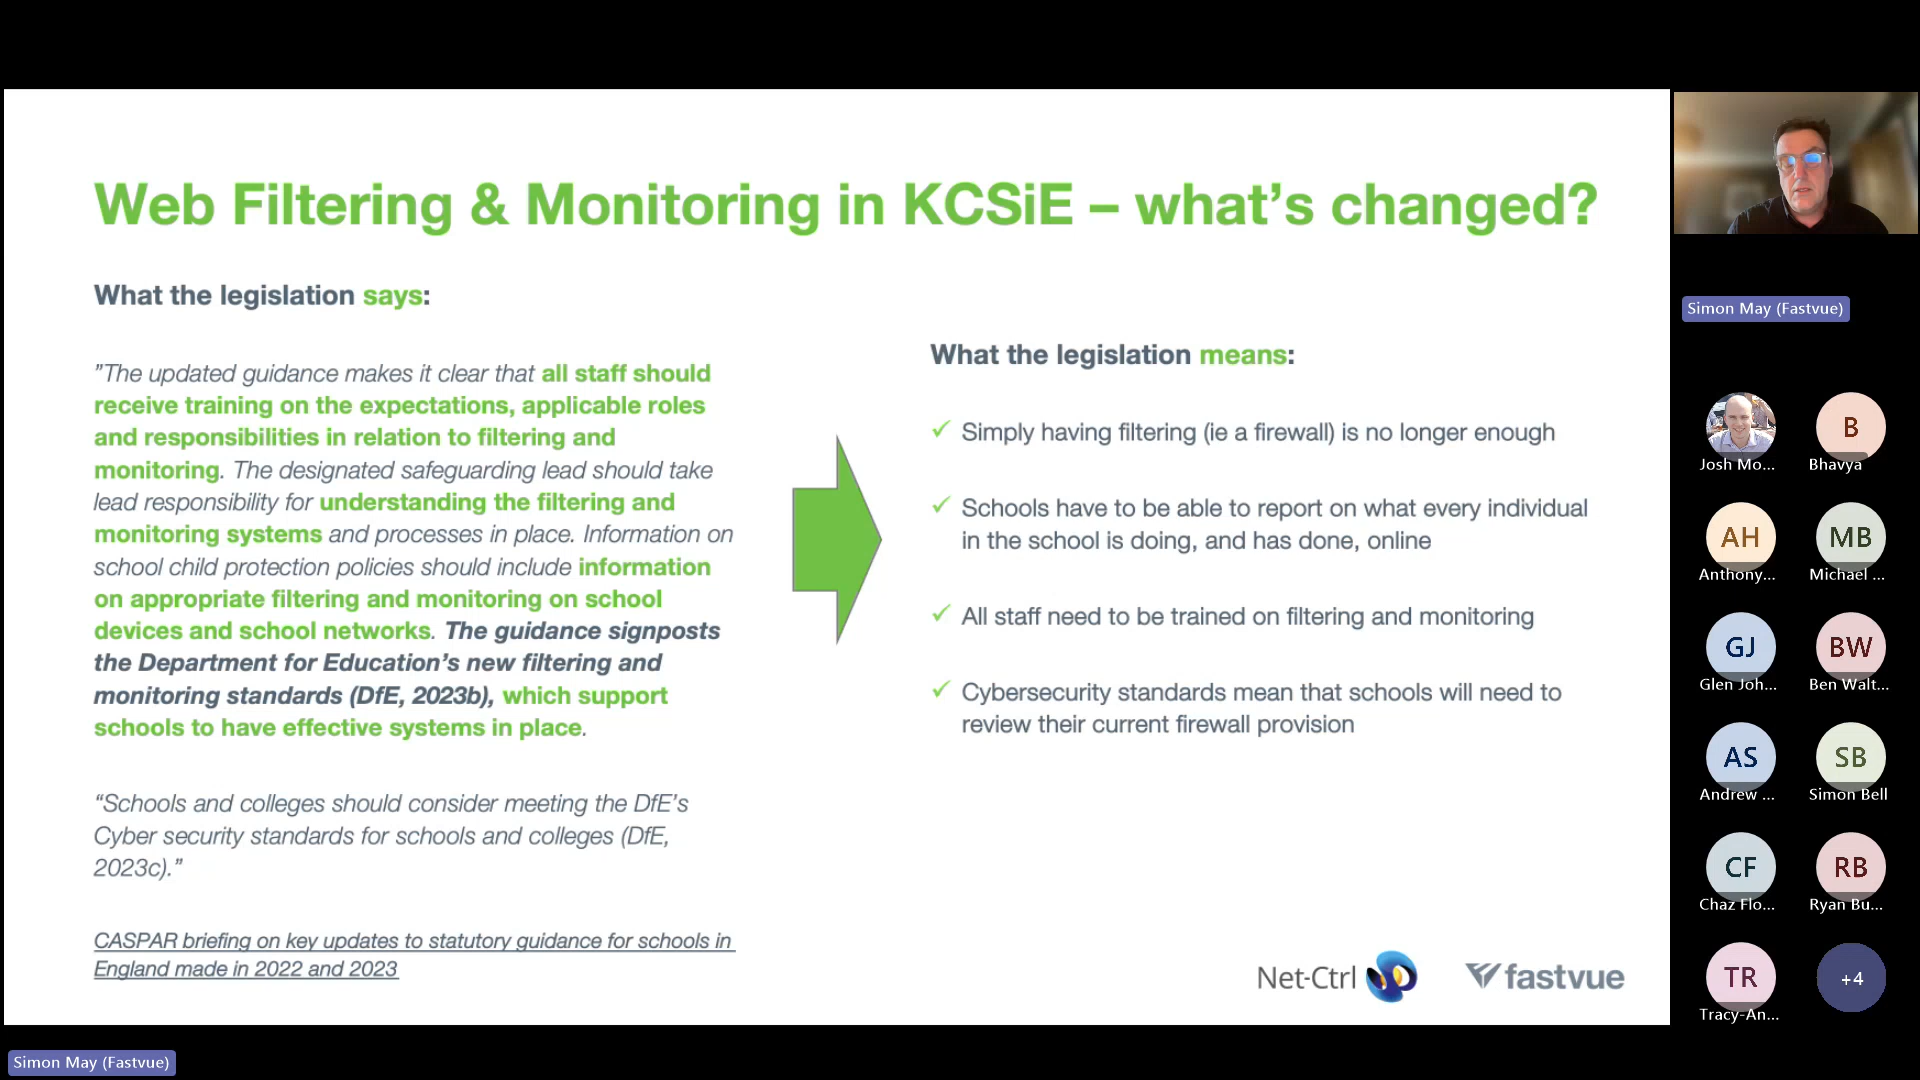 Web Filtering & Monitoring in KCSiE – what's changed?
What the legislation says:
”The updated guidance makes it clear that all staff should
receive training on the expectations, applicable roles
and responsibilities in relation to filtering and
monitoring. The designated safeguarding lead should take
lead responsibility for understanding the filtering and
monitoring systems and processes in place. Information on
school child protection policies should include information
on appropriate filtering and monitoring on school
devices and school networks. The guidance signposts
the Department for Education's new filtering and
monitoring standards (DfE, 2023b), which support
schools to have effective systems in place.
“Schools and colleges should consider meeting the DfE's
Cyber security standards for schools and colleges (DfE,
2023c).”
CASPAR briefing on key updates to statutory guidance for schools in
England made in 2022 and 2023
What the legislation means:
✓ Simply having filtering (ie a firewall) is no longer enough
✓ Schools have to be able to report on what every individual
in the school is doing, and has done, online
✓ All staff need to be trained on filtering and monitoring
✓ Cybersecurity standards mean that schools will need to
review their current firewall provision
Net-Ctrl
fastvue
Simon May (Fastvue)
Josh Mo...
B
Bhavya
AH
Anthony...
MB
Michael ...
GJ
Glen Joh...
BW
Ben Walt...
AS
Andrew ...
SB
Simon Bell
CF
Chaz Flo...
RB
Ryan Bu...
TR
Tracy-An...
+4
Simon May (Fastvue)